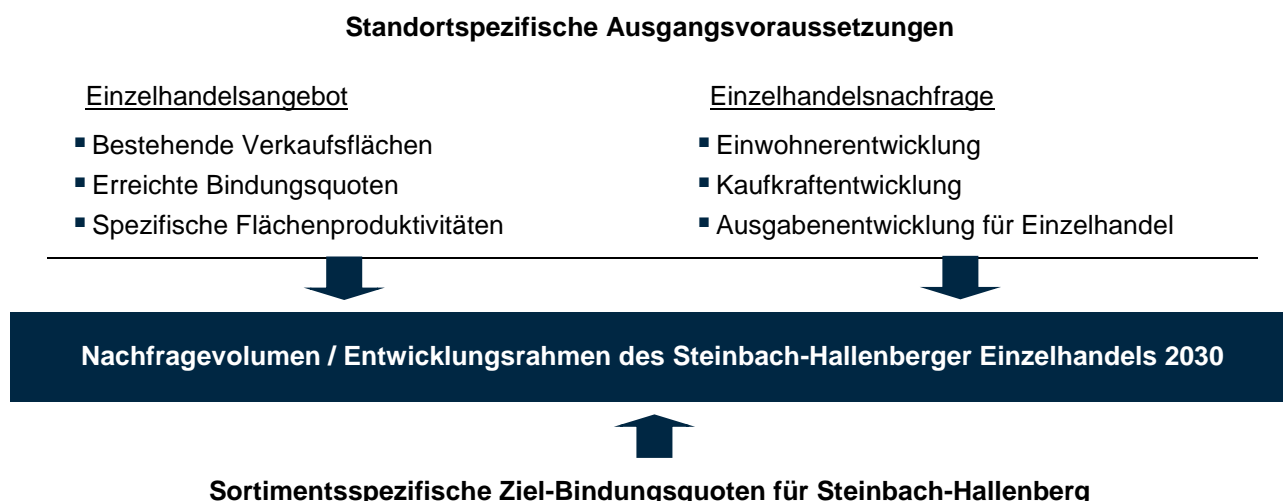 Standortspezifische Ausgangsvoraussetzungen
Einzelhandelsangebot
▪ Bestehende Verkaufsflächen
▪ Erreichte Bindungsquoten
▪ Spezifische Flächenproduktivitäten
Einzelhandelsnachfrage
▪ Einwohnerentwicklung
▪ Kaufkraftentwicklung
▪ Ausgabenentwicklung für Einzelhandel
Nachfragevolumen / Entwicklungsrahmen des Steinbach-Hallenberger Einzelhandels 2030
Sortimentsspezifische Ziel-Bindungsquoten für Steinbach-Hallenberg